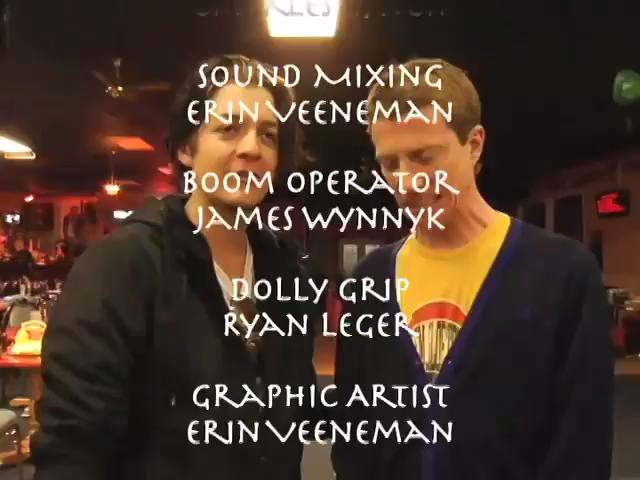 SOUND MIXING
ERIN VEENEMAN
BOOM OPERATOR
JAMES WYNNYK
DOLLY GRIP
RYAN LEGER
GRAPHIC ARTIST
ERIN VEENEMAN